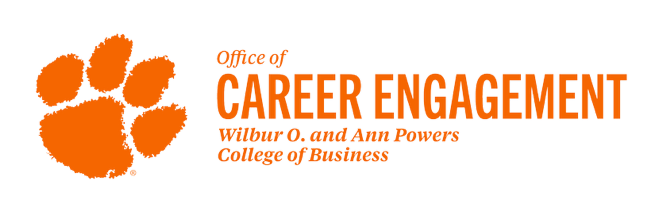 Office of
CAREER ENGAGEMENT
Wilbur O. and Ann Powers
College of Business
®